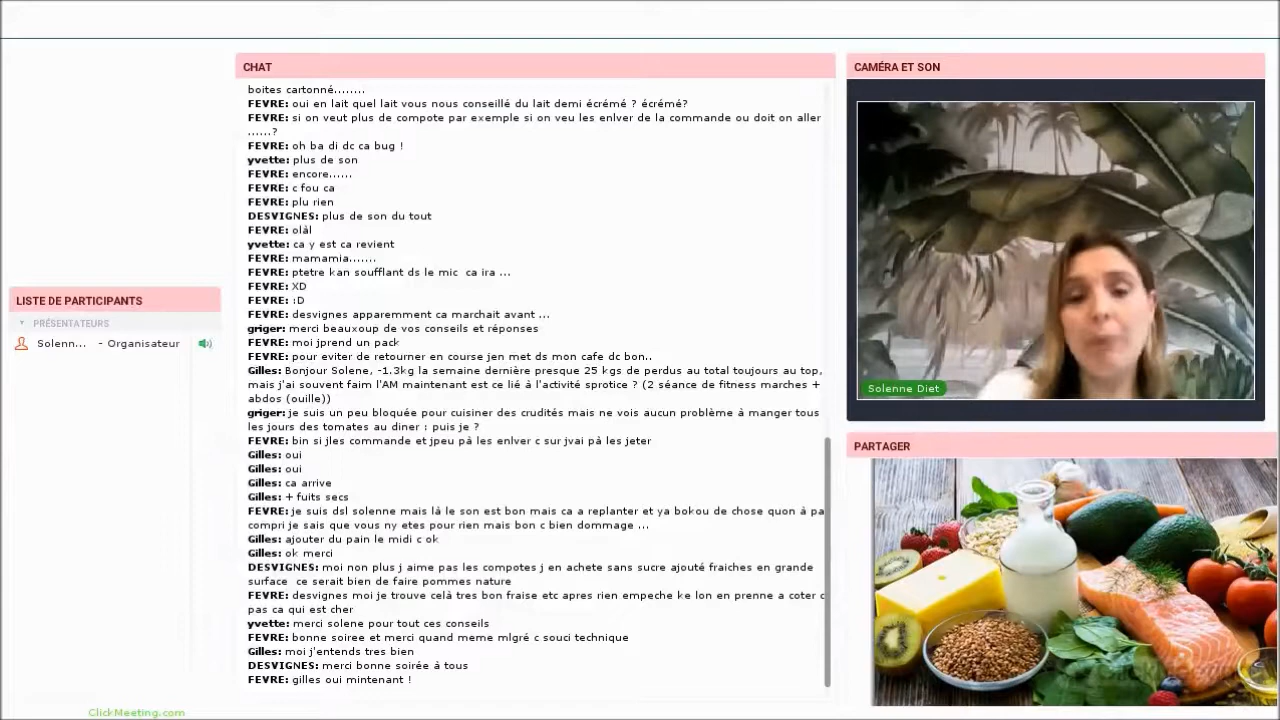 CHAT
boites cartonné........
FEVRE: oui en lait quel lait vous nous conseillé du lait demi écrémé ? écrémé?
FEVRE: si on veut plus de compote par exemple si on veu les enlver de la commande ou doit on aller
......?
FEVRE: oh ba di dc ca bug !
yvette: plus de son
FEVRE: encore......
FEVRE: c fou ca
FEVRE: plu rien
DESVIGNES: plus de son du tout
FEVRE: olàl
yvette: ca y est ca revient
FEVRE: mamamia.......
FEVRE: ptetre kan soufflant ds le mic ca ira ...
FEVRE: XD
FEVRE: :D
FEVRE: desvignes apparemment ca marchait avant ...
griger: merci beauxoup de vos conseils et réponses
FEVRE: moi jprend un pack
FEVRE: pour eviter de retourner en course jen met ds mon cafe dc bon..
Gilles: Bonjour Solene, -1.3kg la semaine dernière presque 25 kgs de perdus au total toujours au top,
mais j'ai souvent faim l'AM maintenant est ce lié à l'activité sprotice ? (2 séance de fitness marches +
abdos (ouille))
griger: je suis un peu bloquée pour cuisiner des crudités mais ne vois aucun problème à manger tous
les jours des tomates au diner : puis je ?
FEVRE: bin si jles commande et jpeu pà les enlver c sur jvai pà les jeter
Gilles: oui
Gilles: oui
Gilles: ca arrive
Gilles: + fuits secs
FEVRE: je suis dsl solenne mais là le son est bon mais ca a replanter et ya bokou de chose quon à pa
compri je sais que vous ny etes pour rien mais bon c bien dommage ...
Gilles: ajouter du pain le midi c ok
Gilles: ok merci
DESVIGNES: moi non plus j aime pas les compotes j en achete sans sucre ajouté fraiches en grande
surface ce serait bien de faire pommes nature
FEVRE: desvignes moi je trouve celà tres bon fraise etc apres rien empeche ke lon en prenne a coter c
pas ca qui est cher
yvette: merci solene pour tout ces conseils
FEVRE: bonne soiree et merci quand meme mlgré c souci technique
Gilles: moi j'entends tres bien
DESVIGNES: merci bonne soirée à tous
FEVRE: gilles oui mintenant !
LISTE DE PARTICIPANTS
PRÉSENTATEURS
Solenn... - Organisateur
ClickMeeting.com
CAMÉRA ET SON
Solenne Diet
PARTAGER